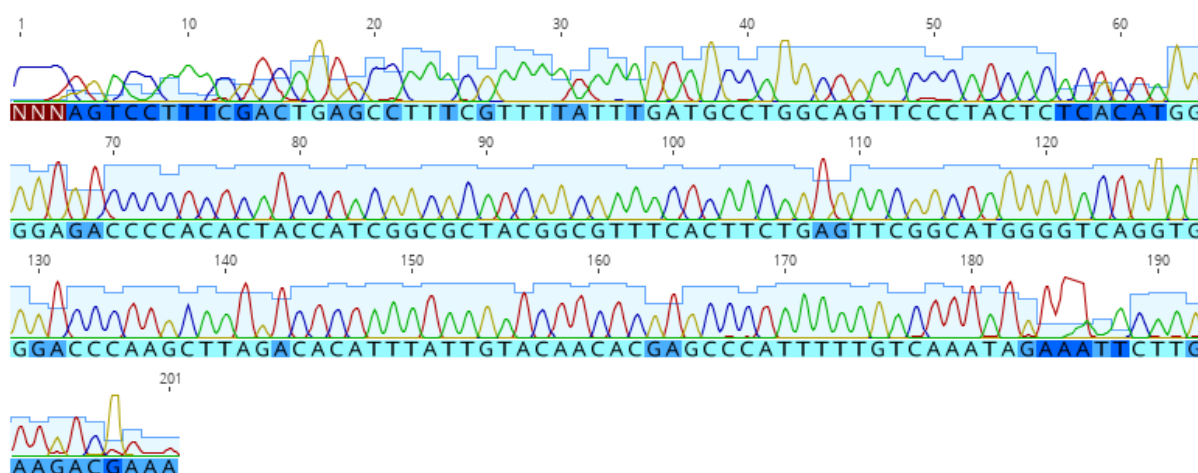 1 10 20 30 40 50 60
NNNAGTCCTTTCGACTGAGCCTTTCGTTTTATTTGATGCCTGGCAGTTCCCTACTCTCACATGG
70 80 90 100 110 120
GGAGACCCCACACTACCATCGGCGCTACGGCGTTTCACTTCTGAGTTCGGCATGGGGTCAGGTG
130 140 150 160 170 180 190
GGACCCAAGCTTAGACACATTTATTGTACAACACGAGCCCATTTTTGTCAAATAGAAATTCTTG
201
AAGACGAAA